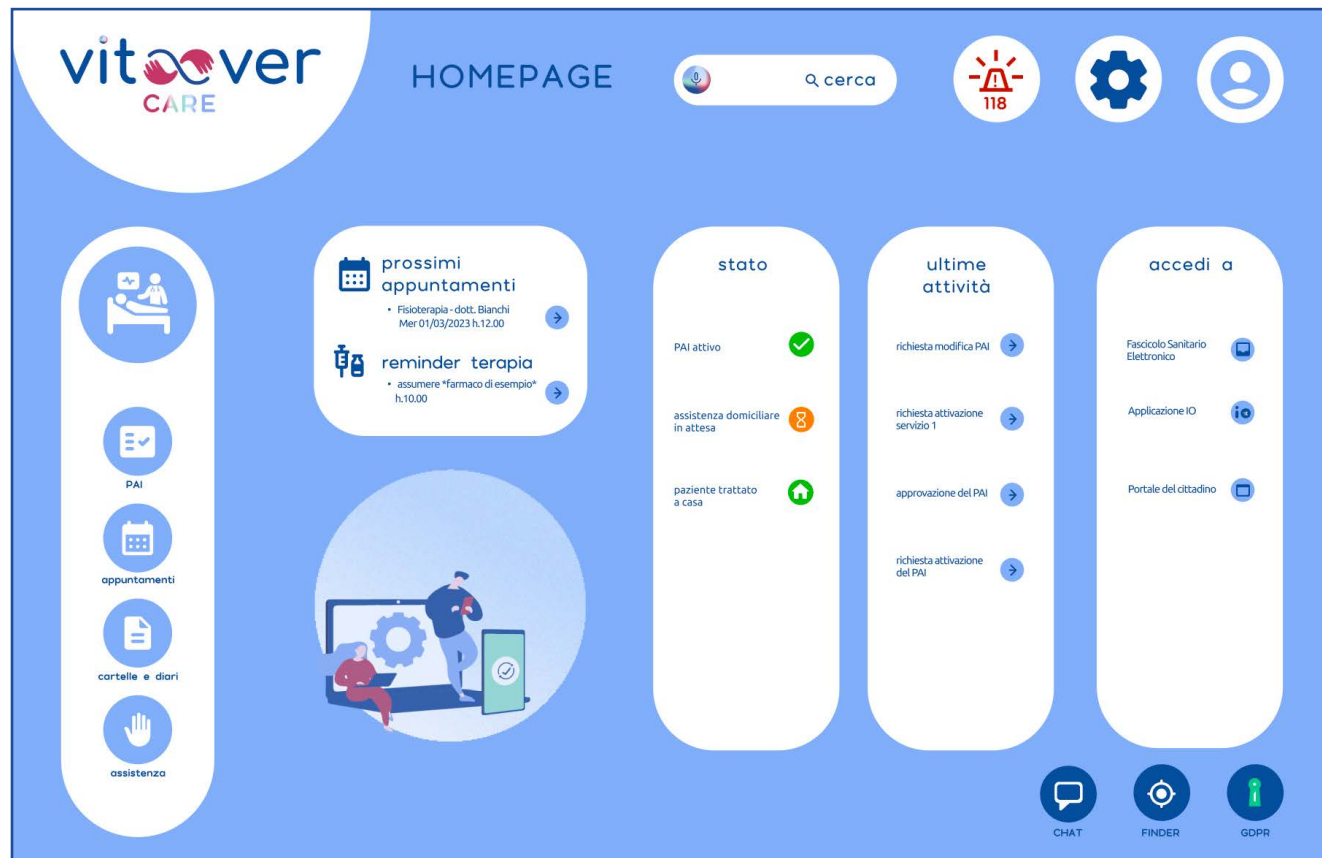 vitoover
CARE
HOMEPAGE
cerca
118
PAI
appuntamenti
cartelle e diari
assistenza
prossimi
appuntamenti
• Fisioterapia - dott. Bianchi
Mer 01/03/2023 h.12.00
reminder terapia
• assumere *farmaco di esempio*
h.10.00
stato
PAI attivo
assistenza domiciliare
in attesa
paziente trattato
a casa
ultime
attività
richiesta modifica PAI
richiesta attivazione
servizio 1
approvazione del PAI
richiesta attivazione
del PAI
accedi a
Fascicolo Sanitario
Elettronico
Applicazione IO
io
Portale del cittadino
CHAT
FINDER
GDPR